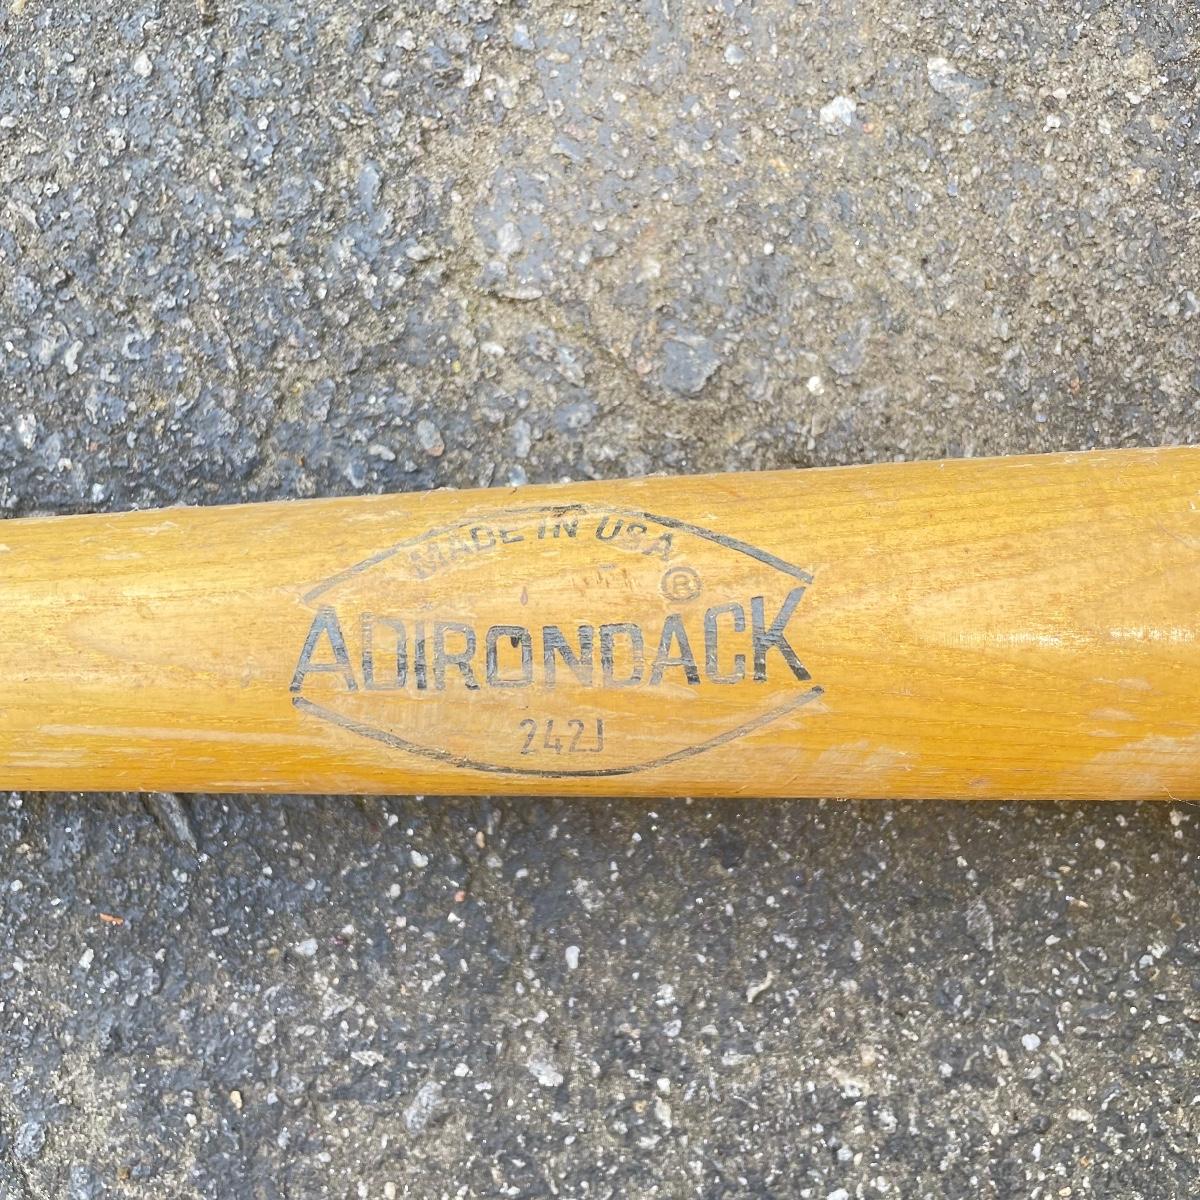 MADE IN USA
®
ADIRONDACK
242J